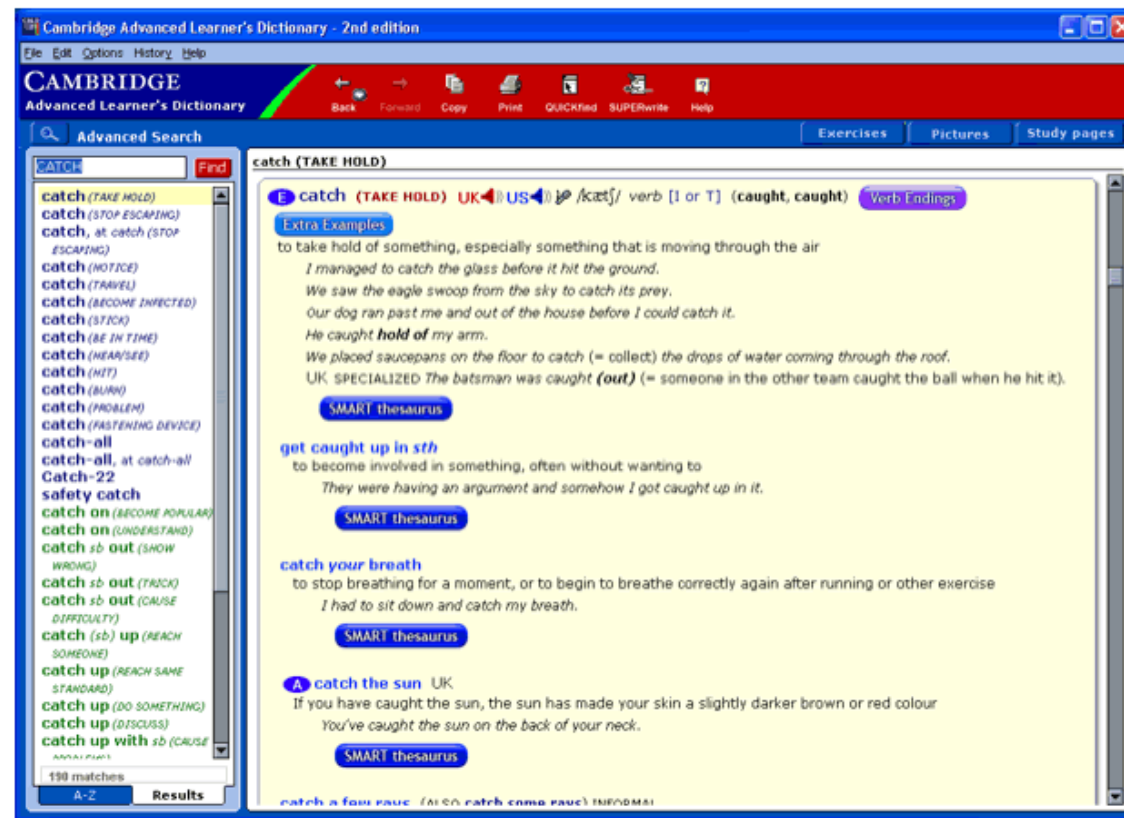 Cambridge Advanced Learner's Dictionary - 2nd edition
File Edit Options History Help
CAMBRIDGE
Advanced Learner's Dictionary
Back Forward Copy Print QUICKfind SUPERwrite Help
Advanced Search
Exercises Pictures Study pages
CATCH Find
catch (TAKE HOLD)
catch (STOP ESCAPING)
catch, at catch (STOP
ESCAPING)
catch (NOTICE)
catch (TRAVEL)
catch (BECOME INFECTED)
catch (STICK)
catch (BE IN TIME)
catch (HEAR/SEE)
catch (HIT)
catch (BURN)
catch (PROBLEM)
catch (FASTENING DEVICE)
catch-all
catch-all, at catch-all
Catch-22
safety catch
catch on (BECOME POPULAR)
catch on (UNDERSTAND)
catch sb out (SHOW
WRONG)
catch sb out (TRICK)
catch sb out (CAUSE
DIFFICULTY)
catch (sb) up (REACH
SOMEONE)
catch up (REACH SAME
STANDARD)
catch up (DO SOMETHING)
catch up (DISCUSS)
catch up with sb (CAUSE
190 matches
A-Z Results
catch (TAKE HOLD)
E catch (TAKE HOLD) UK US /kætʃ/ verb [I or T] (caught, caught) Verb Endings
Extra Examples
to take hold of something, especially something that is moving through the air
I managed to catch the glass before it hit the ground.
We saw the eagle swoop from the sky to catch its prey.
Our dog ran past me and out of the house before I could catch it.
He caught hold of my arm.
We placed saucepans on the floor to catch (= collect) the drops of water coming through the roof.
UK SPECIALIZED The batsman was caught (out) (= someone in the other team caught the ball when he hit it).
SMART thesaurus
get caught up in sth
to become involved in something, often without wanting to
They were having an argument and somehow I got caught up in it.
SMART thesaurus
catch your breath
to stop breathing for a moment, or to begin to breathe correctly again after running or other exercise
I had to sit down and catch my breath.
SMART thesaurus
A catch the sun UK
If you have caught the sun, the sun has made your skin a slightly darker brown or red colour
You've caught the sun on the back of your neck.
SMART thesaurus
catch a few rays (ALSO catch some rays) INFORMAL